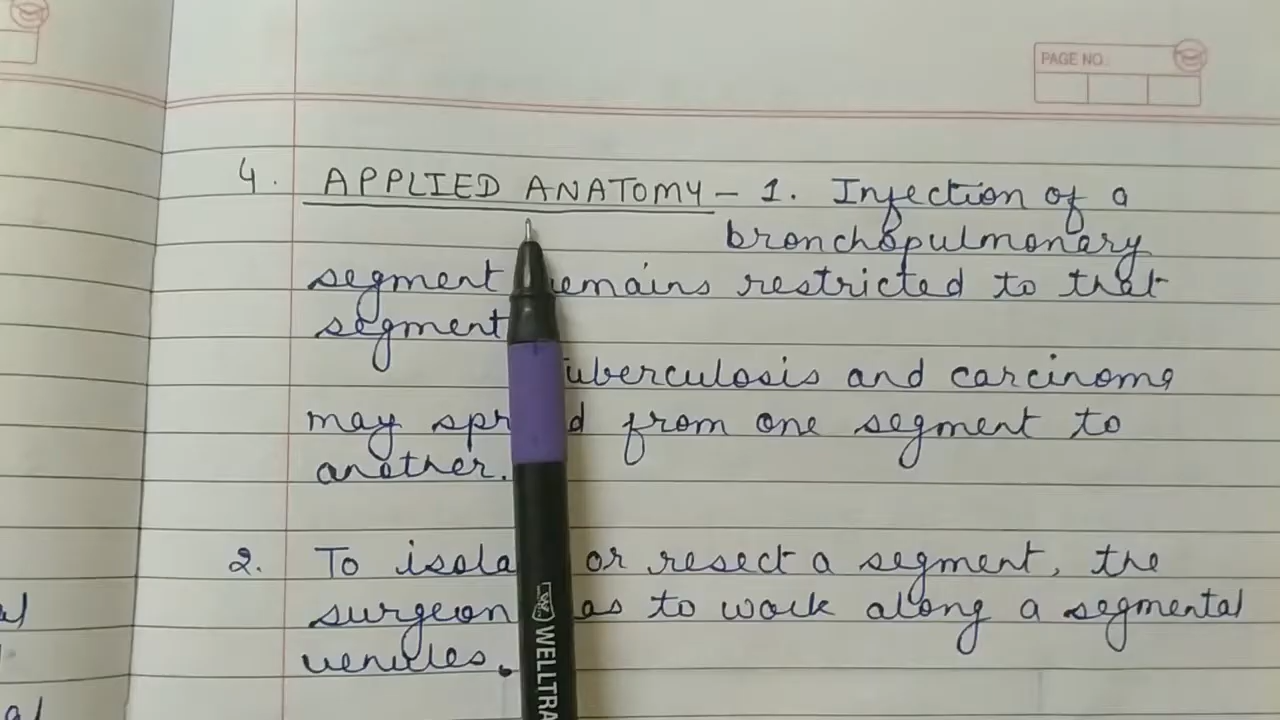 PAGE NO.
4. APPLIED ANATOMY - 1. Infection of a
bronchopulmonary
segment remains restricted to that
segment
uberculosis and carcinoma
may spr d from one segment to
another.
2. To isola or resect a segment, the
surgeon as to work along a segmental
venules.
WELLTRA